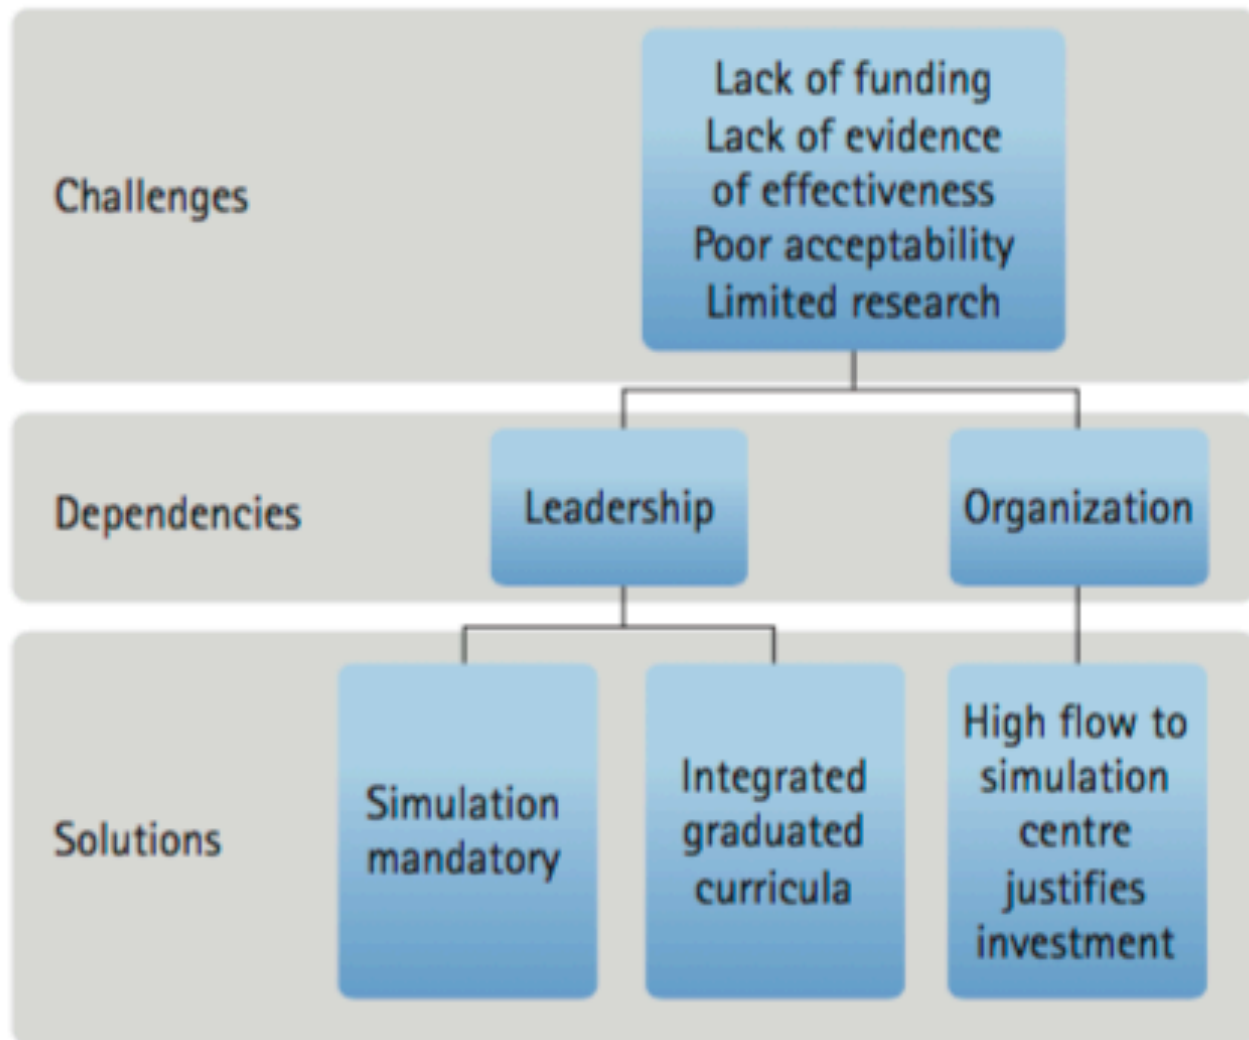 Challenges
Lack of funding
Lack of evidence
of effectiveness
Poor acceptability
Limited research
Dependencies
Leadership
Organization
Solutions
Simulation
mandatory
Integrated
graduated
curricula
High flow to
simulation
centre
justifies
investment